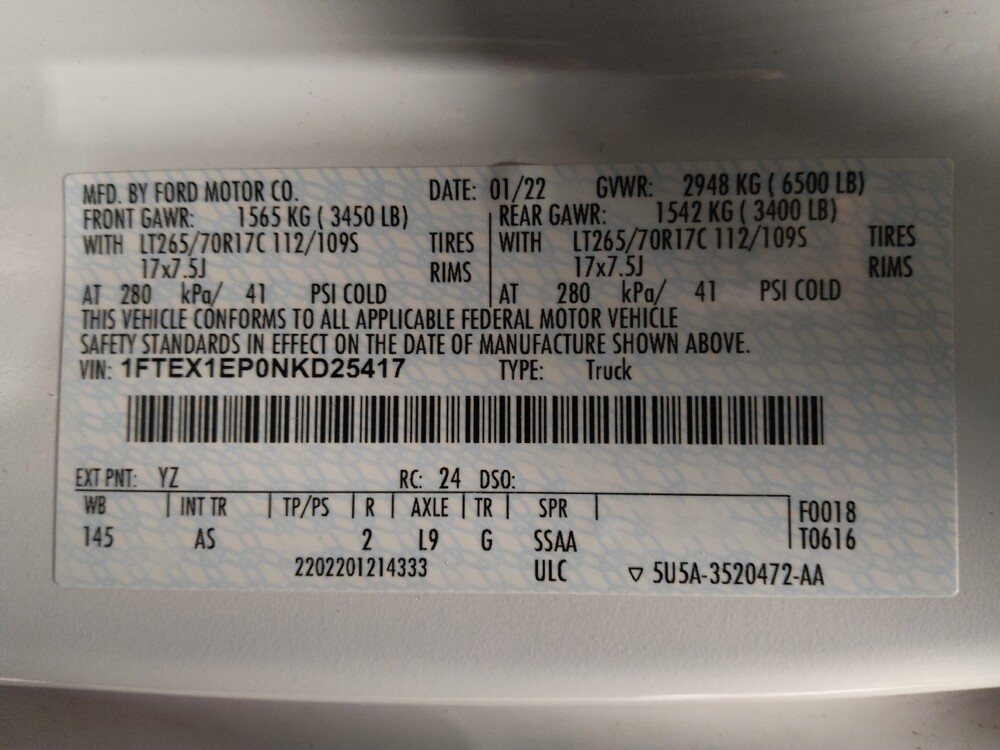 MFD. BY FORD MOTOR CO. DATE: 01/22 GVWR: 2948 KG ( 6500 LB)
FRONT GAWR: 1565 KG ( 3450 LB) REAR GAWR: 1542 KG ( 3400 LB)
WITH LT265/70R17C 112/109S TIRES WITH LT265/70R17C 112/109S TIRES
17x7.5J RIMS 17x7.5J RIMS
AT 280 kPa/ 41 PSI COLD AT 280 kPa/ 41 PSI COLD
THIS VEHICLE CONFORMS TO ALL APPLICABLE FEDERAL MOTOR VEHICLE
SAFETY STANDARDS IN EFFECT ON THE DATE OF MANUFACTURE SHOWN ABOVE.
VIN: 1FTEX1EP0NKD25417 TYPE: Truck
EXT PNT: YZ RC: 24 DSO:
WB INT TR TP/PS R AXLE TR SPR F0018
145 AS 2 L9 G SSAA T0616
2202201214333 ULC ▽ 5U5A-3520472-AA